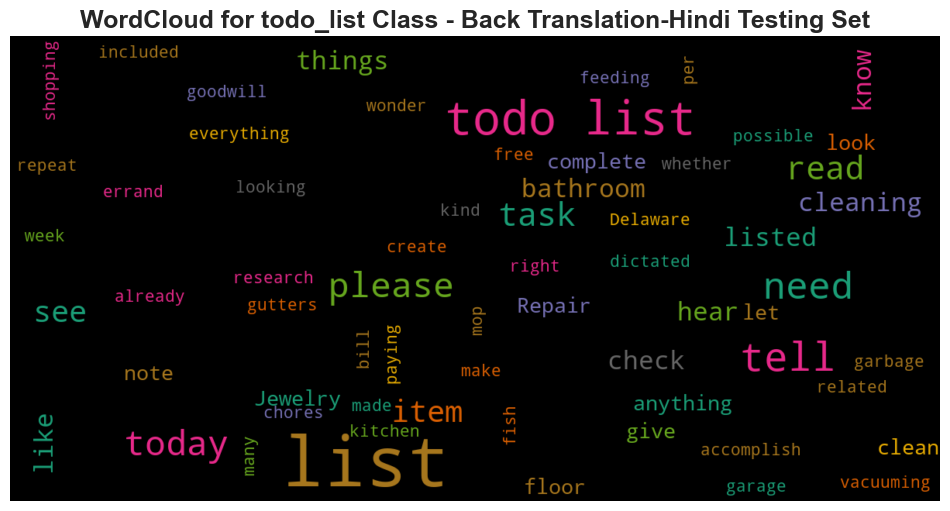 WordCloud for todo_list Class - Back Translation-Hindi Testing Set
shopping
included
things
feeding
per
know
goodwill
wonder
todo list
everything
possible
look
free
complete
whether
read
repeat
errand
looking
bathroom
cleaning
kind
task
Delaware
week
create
listed
right
dictated
research
please
need
already
gutters
see
Repair
hear
let
mop
bill
paying
check
tell
garbage
note
make
related
Jewelry
chores
made
item
fish
anything
like
kitchen
give
today
many
list
accomplish
clean
floor
garage
vacuuming